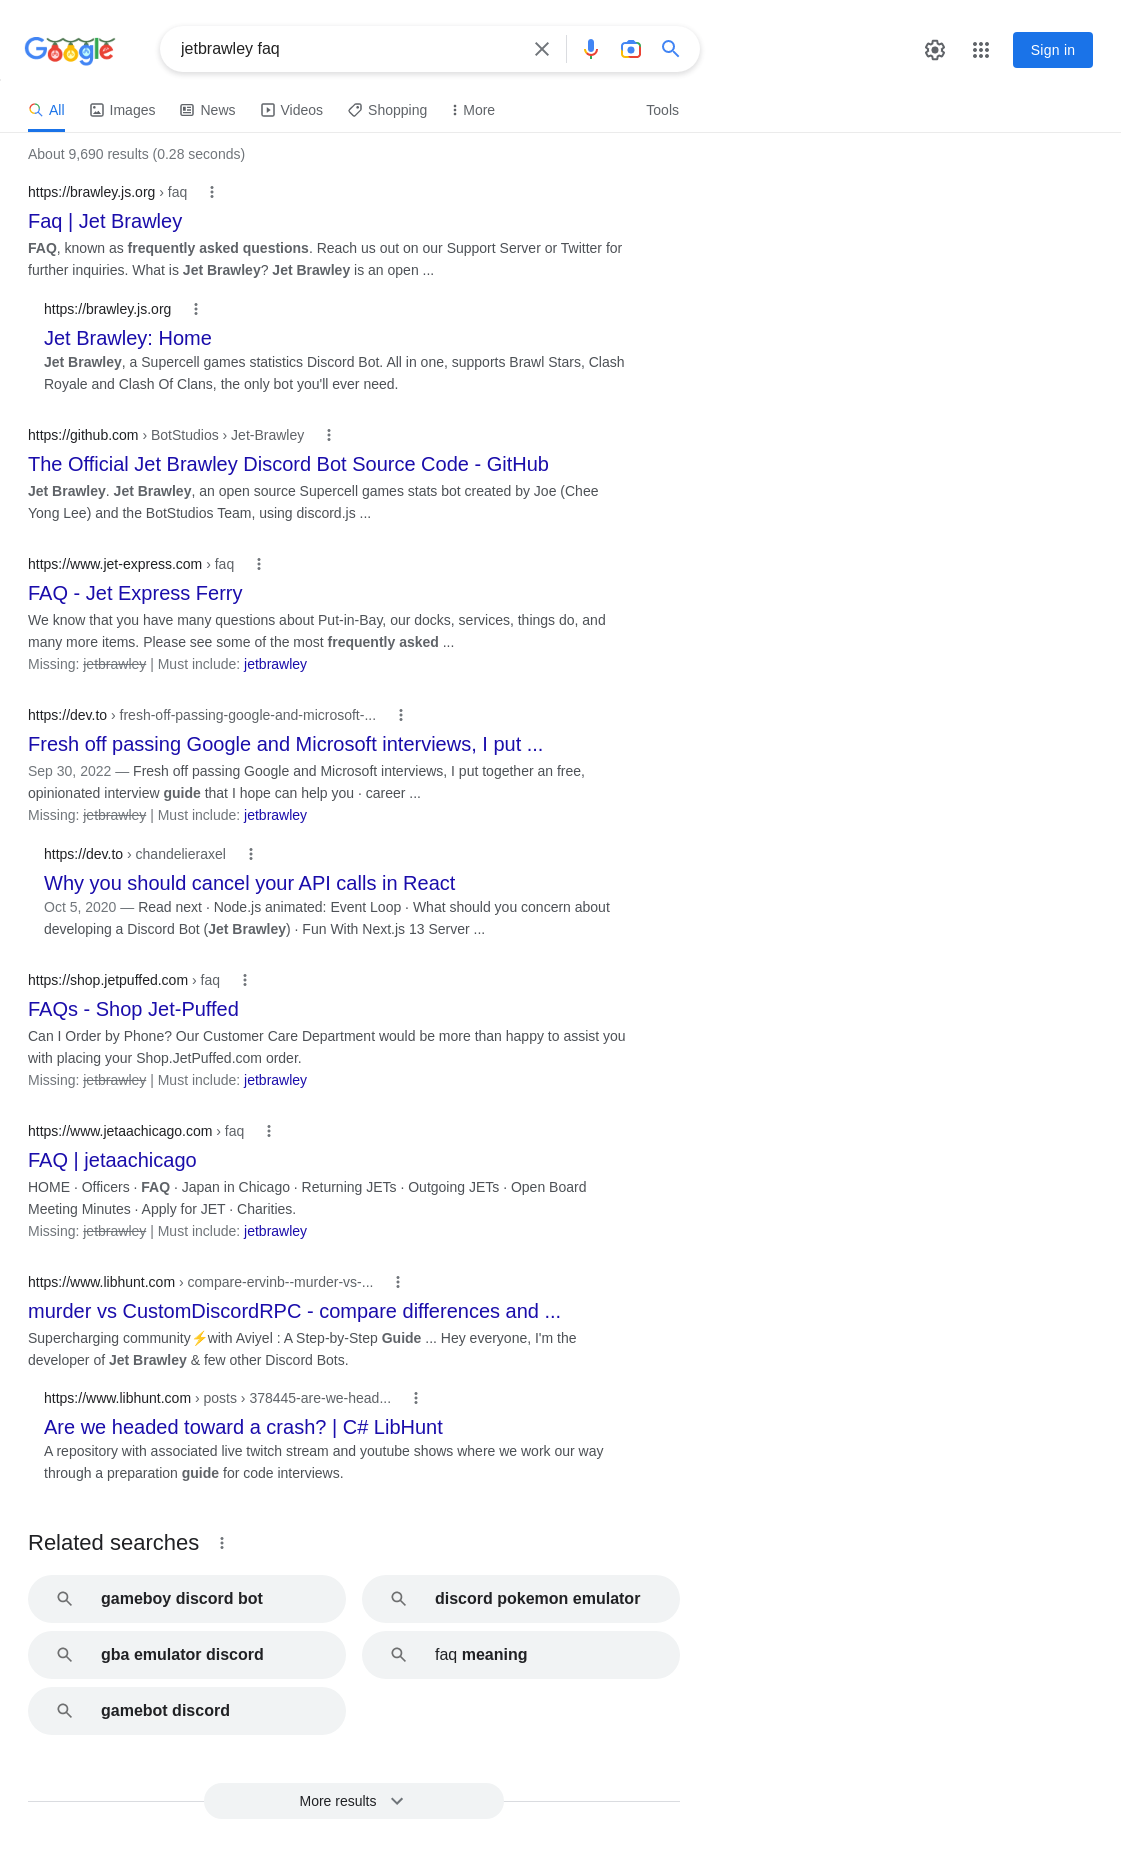 Google
jetbrawley faq
Sign in
All Images News Videos Shopping More Tools
About 9,690 results (0.28 seconds)
https://brawley.js.org › faq
Faq | Jet Brawley
FAQ, known as frequently asked questions. Reach us out on our Support Server or Twitter for
further inquiries. What is Jet Brawley? Jet Brawley is an open ...
https://brawley.js.org
Jet Brawley: Home
Jet Brawley, a Supercell games statistics Discord Bot. All in one, supports Brawl Stars, Clash
Royale and Clash Of Clans, the only bot you'll ever need.
https://github.com › BotStudios › Jet-Brawley
The Official Jet Brawley Discord Bot Source Code - GitHub
Jet Brawley. Jet Brawley, an open source Supercell games stats bot created by Joe (Chee
Yong Lee) and the BotStudios Team, using discord.js ...
https://www.jet-express.com › faq
FAQ - Jet Express Ferry
We know that you have many questions about Put-in-Bay, our docks, services, things do, and
many more items. Please see some of the most frequently asked ...
Missing: jetbrawley | Must include: jetbrawley
https://dev.to › fresh-off-passing-google-and-microsoft-...
Fresh off passing Google and Microsoft interviews, I put ...
Sep 30, 2022 — Fresh off passing Google and Microsoft interviews, I put together an free,
opinionated interview guide that I hope can help you · career ...
Missing: jetbrawley | Must include: jetbrawley
https://dev.to › chandelieraxel
Why you should cancel your API calls in React
Oct 5, 2020 — Read next · Node.js animated: Event Loop · What should you concern about
developing a Discord Bot (Jet Brawley) · Fun With Next.js 13 Server ...
https://shop.jetpuffed.com › faq
FAQs - Shop Jet-Puffed
Can I Order by Phone? Our Customer Care Department would be more than happy to assist you
with placing your Shop.JetPuffed.com order.
Missing: jetbrawley | Must include: jetbrawley
https://www.jetaachicago.com › faq
FAQ | jetaachicago
HOME · Officers · FAQ · Japan in Chicago · Returning JETs · Outgoing JETs · Open Board
Meeting Minutes · Apply for JET · Charities.
Missing: jetbrawley | Must include: jetbrawley
https://www.libhunt.com › compare-ervinb--murder-vs-...
murder vs CustomDiscordRPC - compare differences and ...
Supercharging community⚡with Aviyel : A Step-by-Step Guide ... Hey everyone, I'm the
developer of Jet Brawley & few other Discord Bots.
https://www.libhunt.com › posts › 378445-are-we-head...
Are we headed toward a crash? | C# LibHunt
A repository with associated live twitch stream and youtube shows where we work our way
through a preparation guide for code interviews.
Related searches
gameboy discord bot
discord pokemon emulator
gba emulator discord
faq meaning
gamebot discord
More results